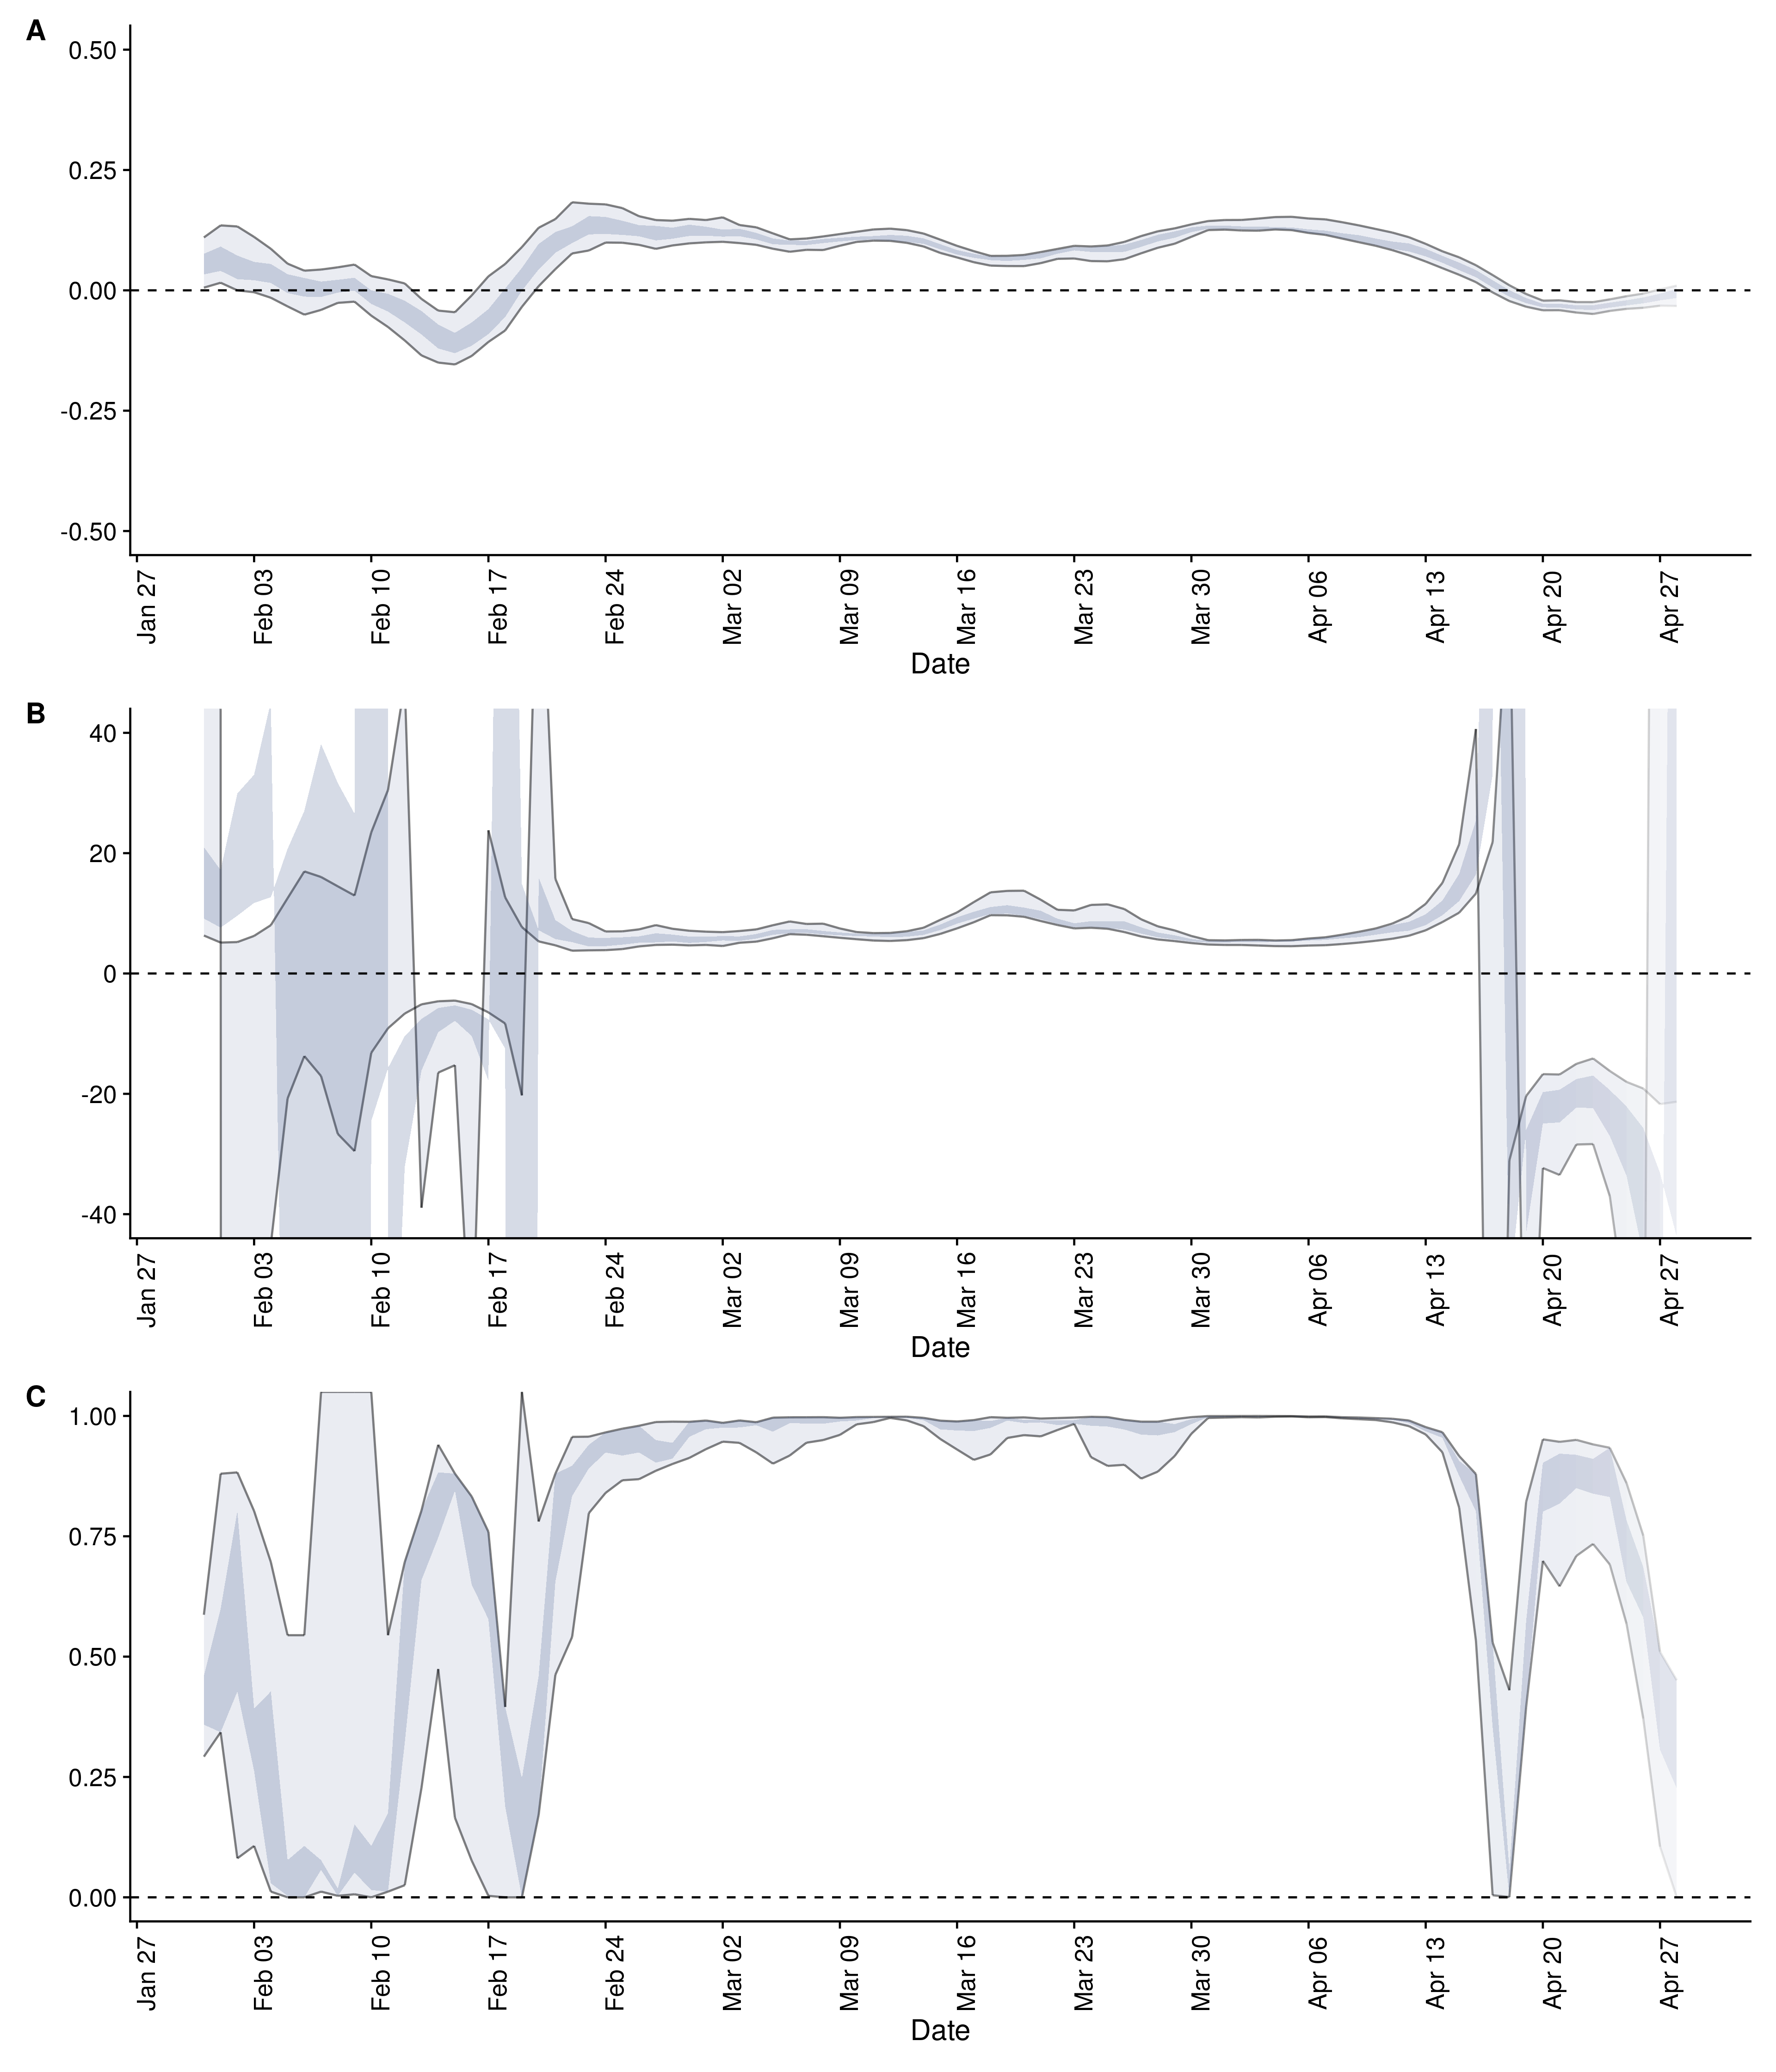 A
0.50
0.25
0.00
-0.25
-0.50
Jan 27
Feb 03
Feb 10
Feb 17
Feb 24
Mar 02
Mar 09
Mar 16
Mar 23
Mar 30
Apr 06
Apr 13
Apr 20
Apr 27
Date
B
40
20
0
-20
-40
Jan 27
Feb 03
Feb 10
Feb 17
Feb 24
Mar 02
Mar 09
Mar 16
Mar 23
Mar 30
Apr 06
Apr 13
Apr 20
Apr 27
Date
C
1.00
0.75
0.50
0.25
0.00
Jan 27
Feb 03
Feb 10
Feb 17
Feb 24
Mar 02
Mar 09
Mar 16
Mar 23
Mar 30
Apr 06
Apr 13
Apr 20
Apr 27
Date